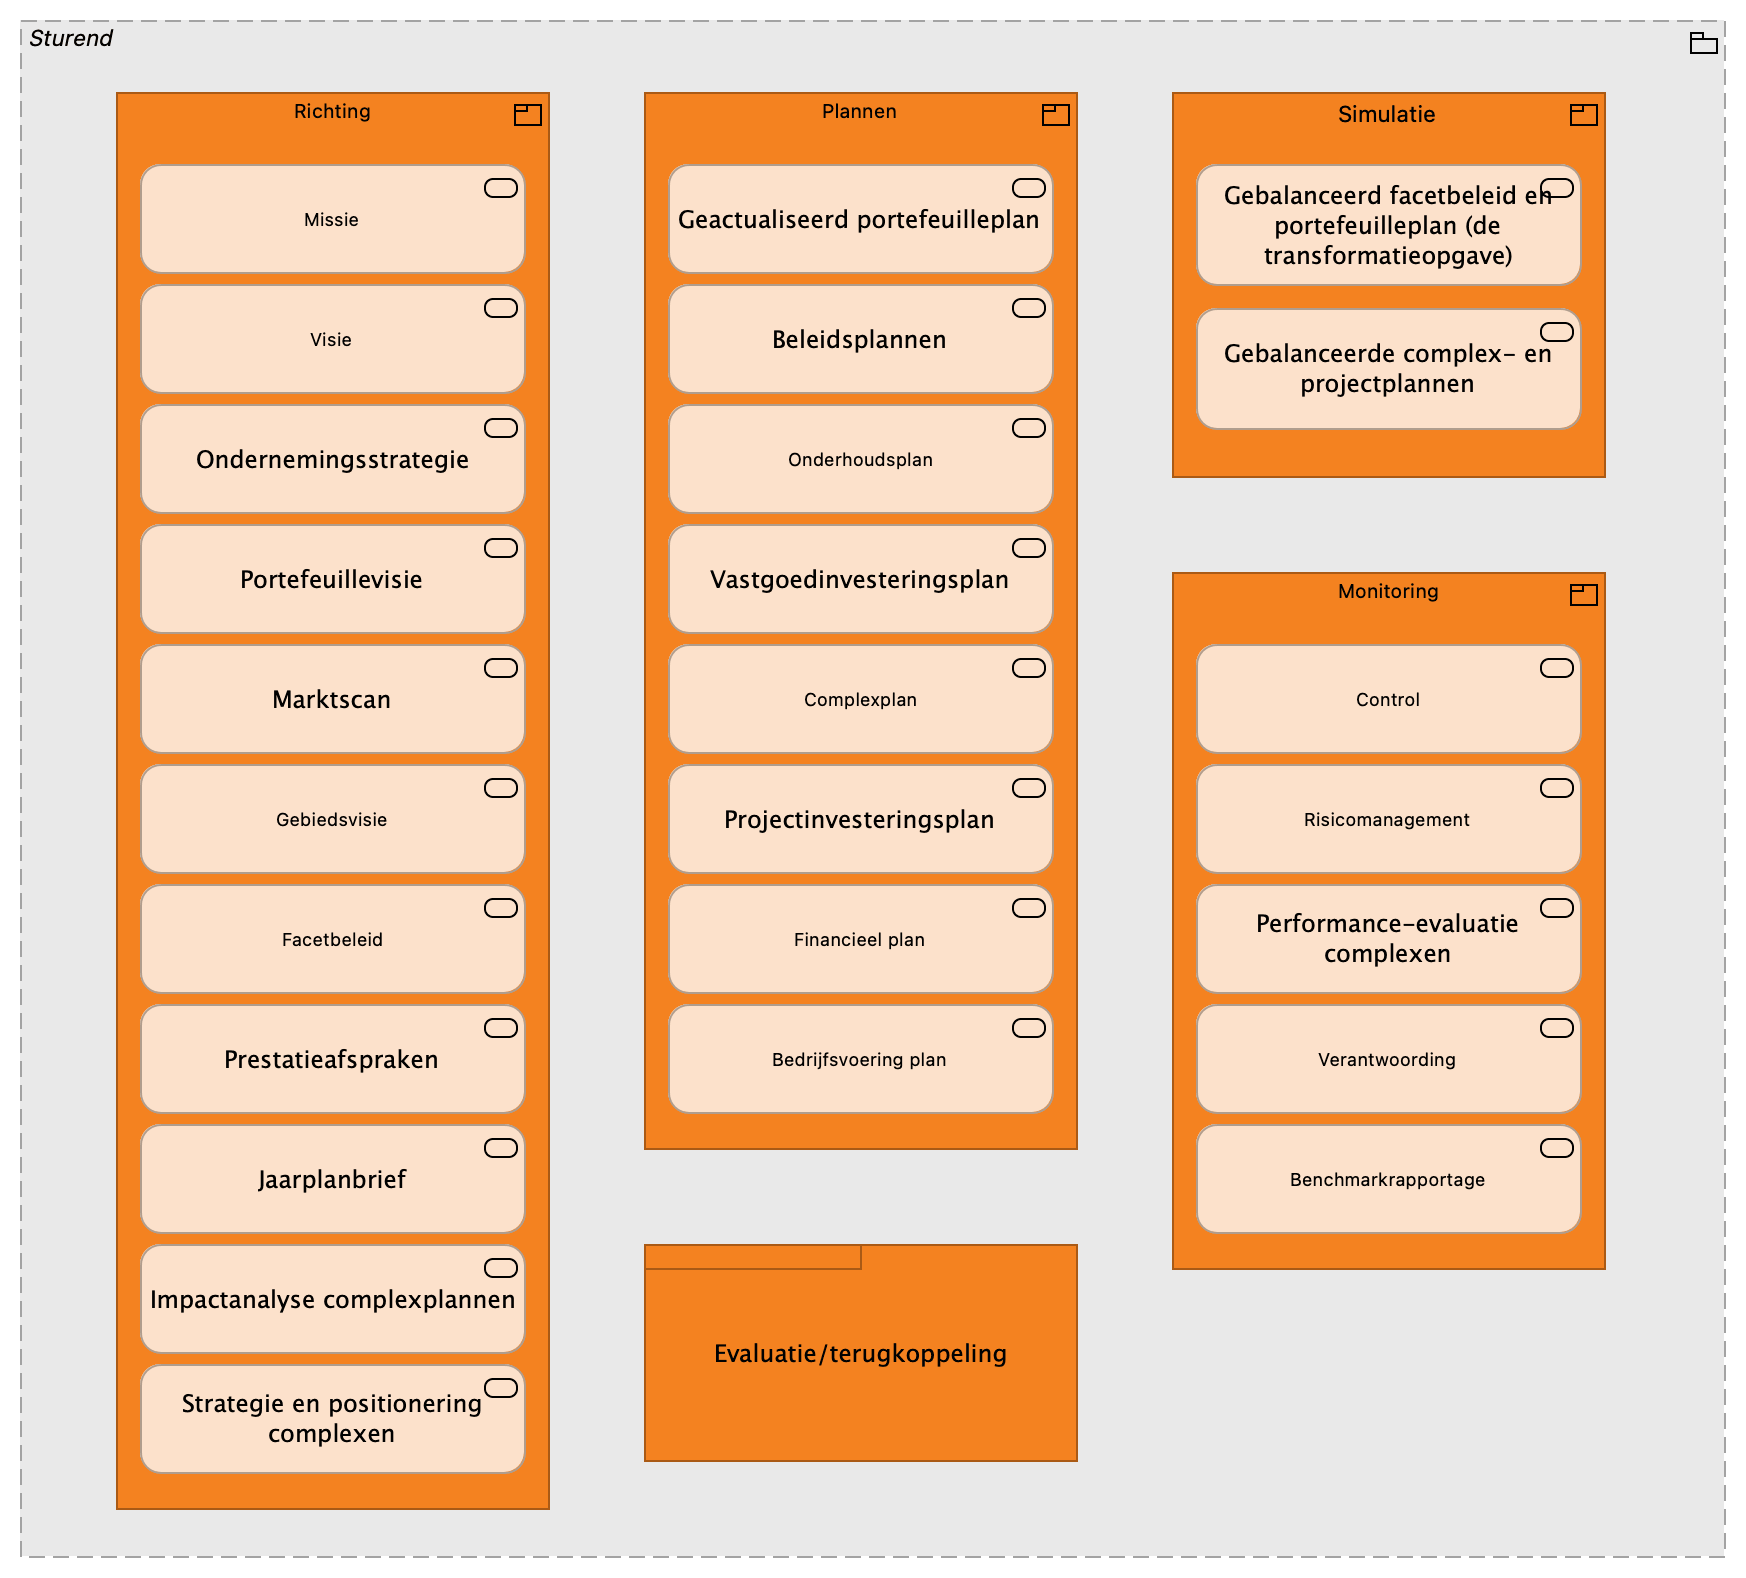 Sturend
Richting
Missie
Visie
Ondernemingsstrategie
Portefeuillevisie
Marktscan
Gebiedsvisie
Facetbeleid
Prestatieafspraken
Jaarplanbrief
Impactanalyse complexplannen
Strategie en positionering
complexen
Plannen
Geactualiseerd portefeuilleplan
Beleidsplannen
Onderhoudsplan
Vastgoedinvesteringsplan
Complexplan
Projectinvesteringsplan
Financieel plan
Bedrijfsvoering plan
Evaluatie/terugkoppeling
Simulatie
Gebalanceerd facetbeleid en
portefeuilleplan (de
transformatieopgave)
Gebalanceerde complex- en
projectplannen
Monitoring
Control
Risicomanagement
Performance-evaluatie
complexen
Verantwoording
Benchmarkrapportage